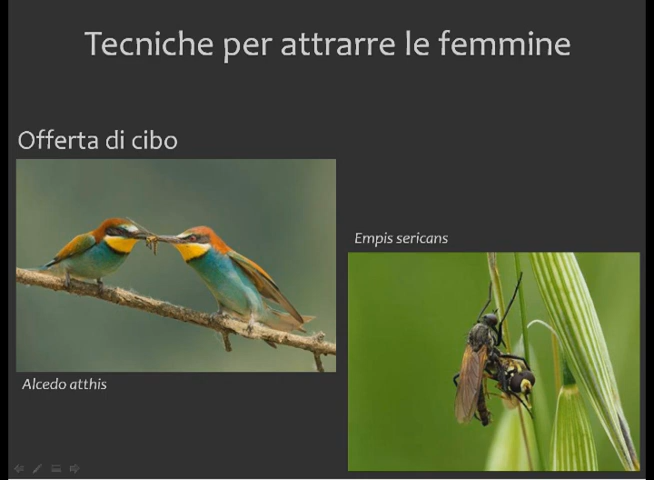 Tecniche per attrarre le femmine
Offerta di cibo
Empis sericans
Alcedo atthis